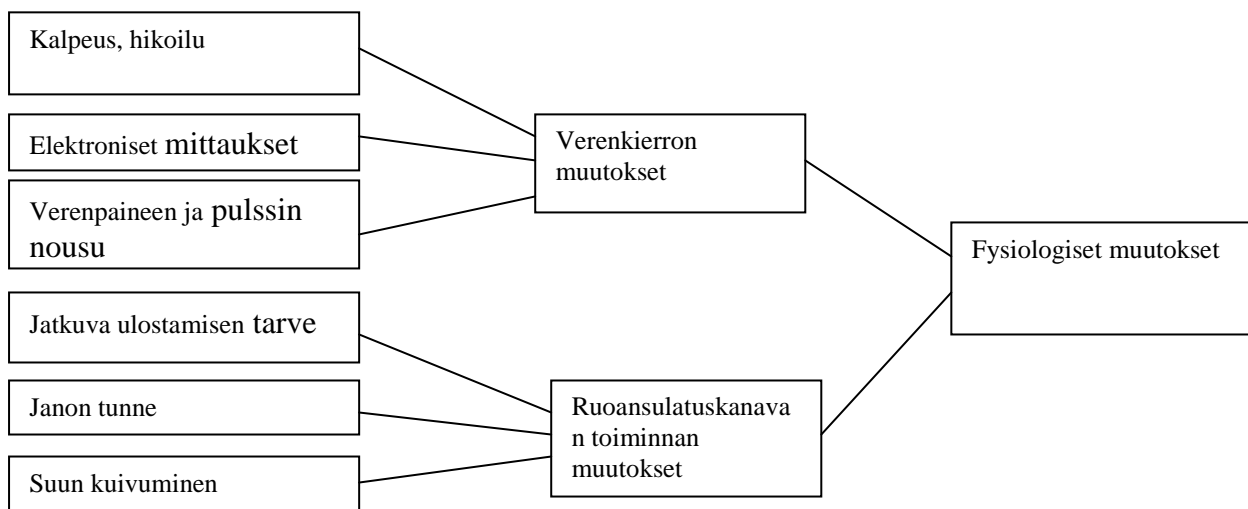 Kalpeus, hikoilu
Elektroniset mittaukset
Verenpaineen ja pulssin
nousu
Jatkuva ulostamisen tarve
Janon tunne
Suun kuivuminen
Verenkierron
muutokset
Ruoansulatuskanava
n toiminnan
muutokset
Fysiologiset muutokset